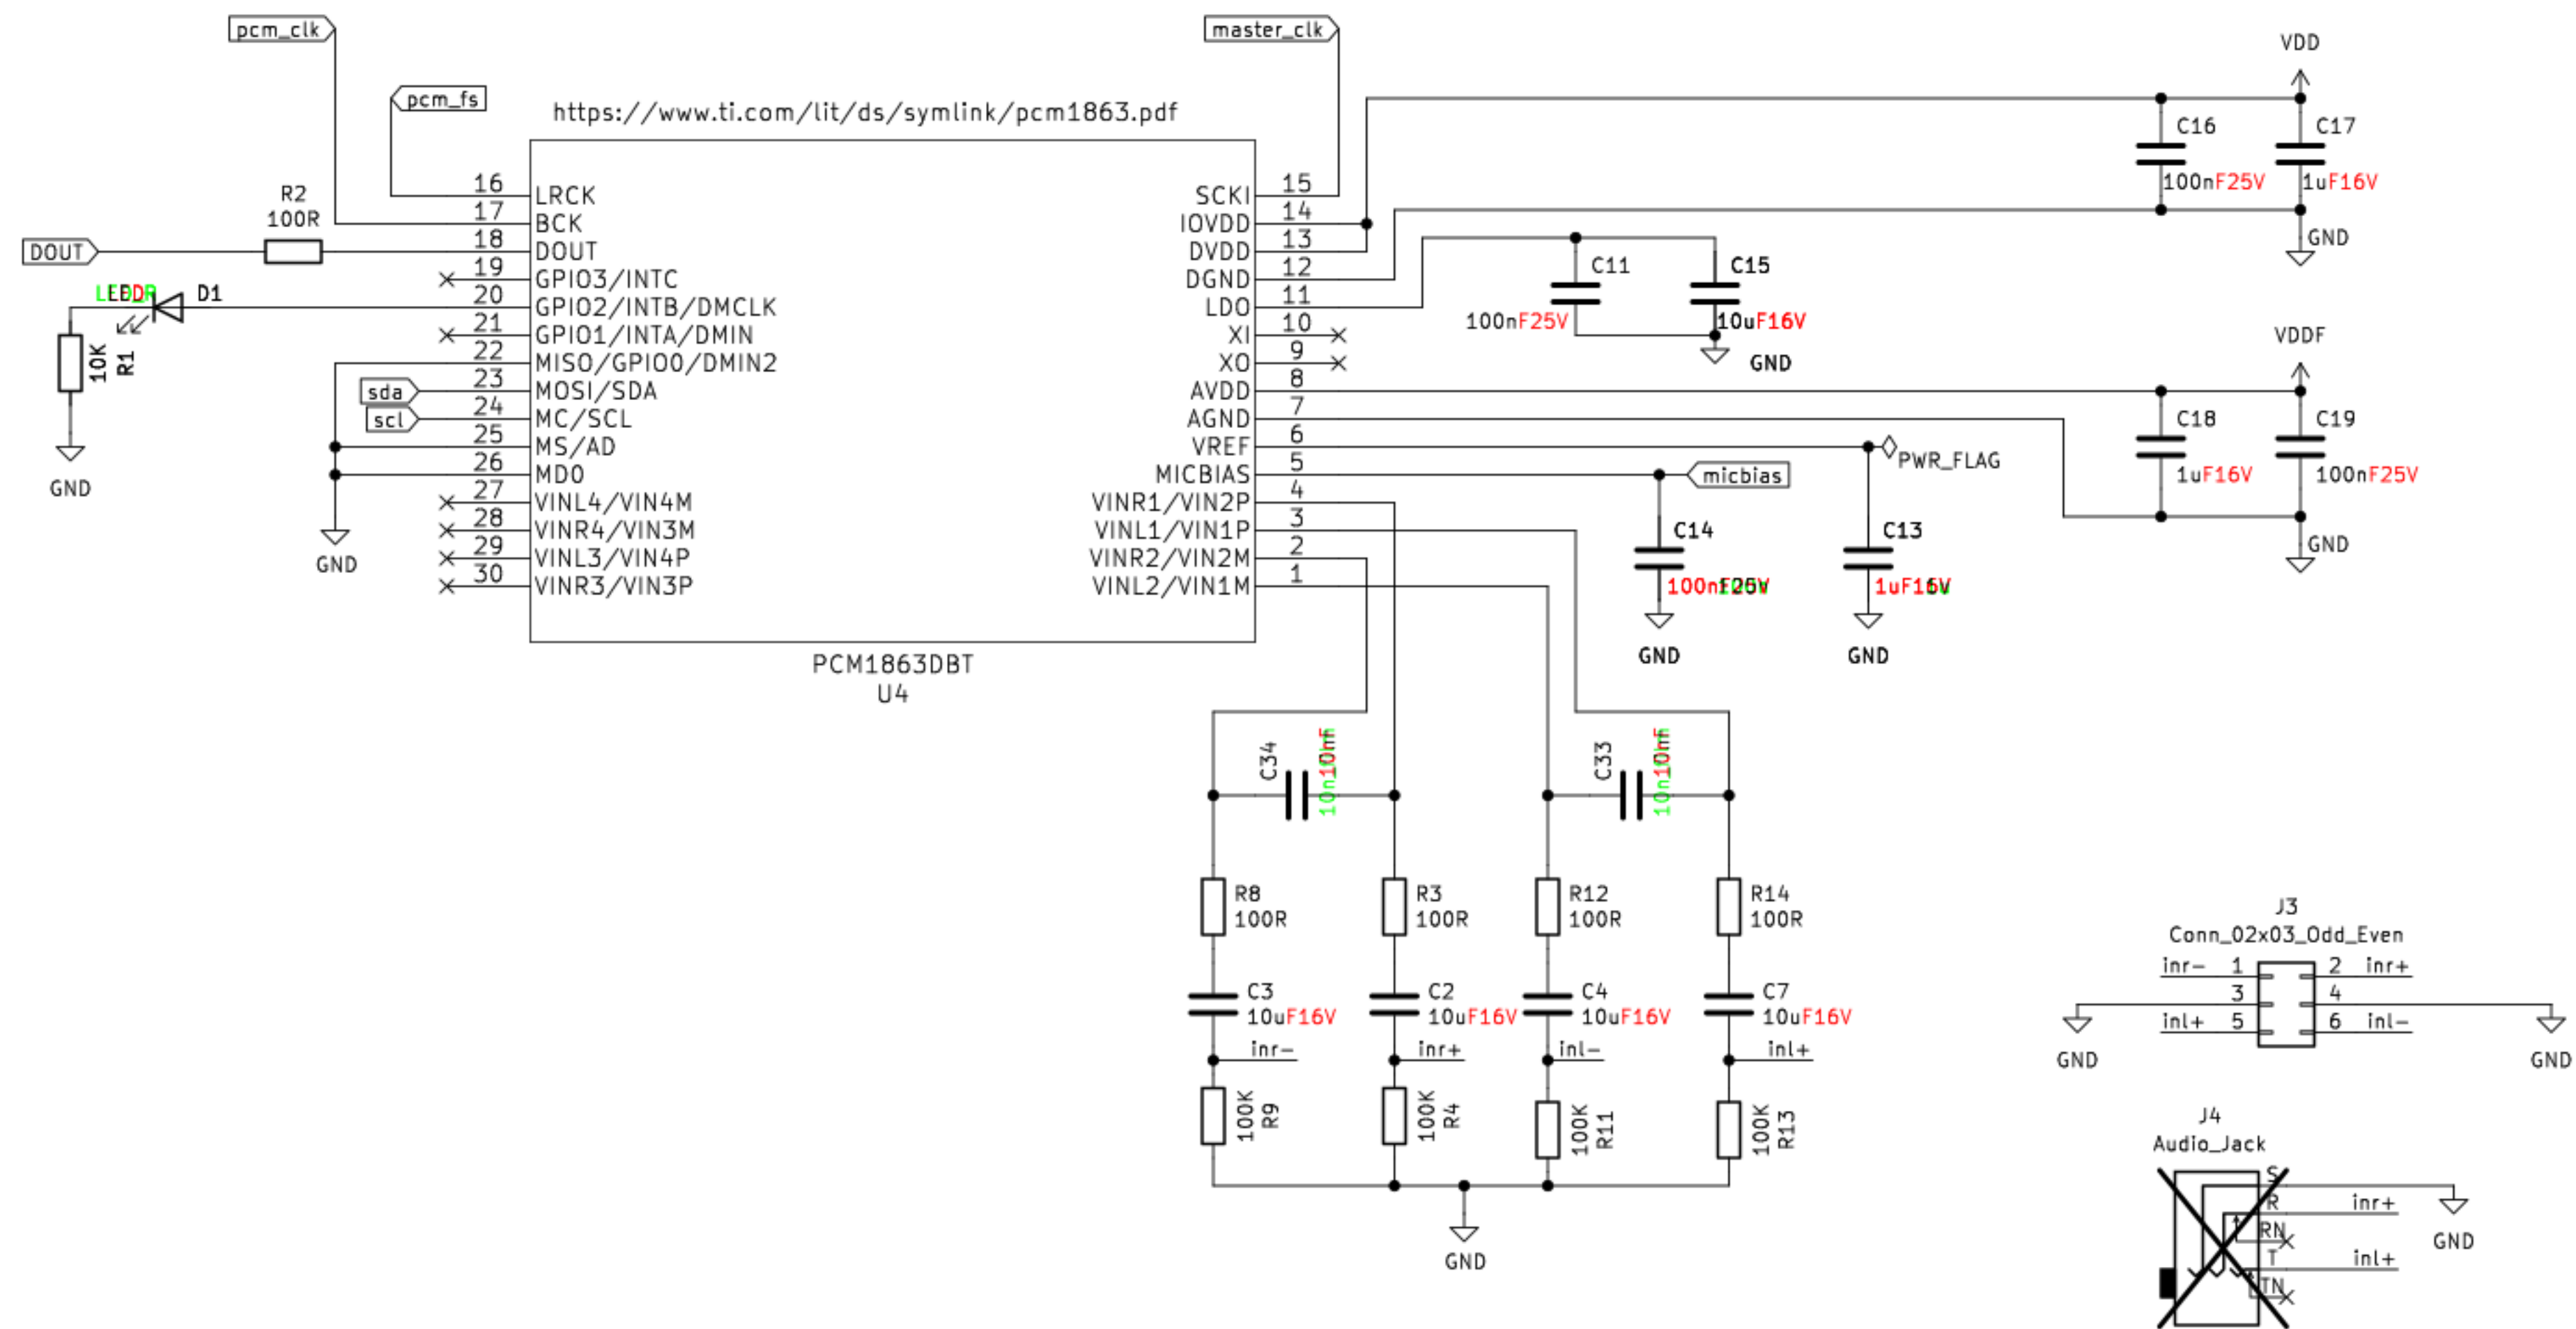 pcm_clk
master_clk
VDD
pcm_fs
https://www.ti.com/lit/ds/symlink/pcm1863.pdf
C16
C17
100nF25V
1uF16V
GND
R2
100R
DOUT
D1
10K
R1
GND
16 LRCK
17 BCK
18 DOUT
19 GPIO3/INTC
20 GPIO2/INTB/DMCLK
21 GPIO1/INTA/DMIN
22 MISO/GPIO0/DMIN2
23 MOSI/SDA
24 MC/SCL
25 MS/AD
26 MD0
27 VINL4/VIN4M
28 VINR4/VIN3M
29 VINL3/VIN4P
30 VINR3/VIN3P
sda
scl
GND
SCKI 15
IOVDD 14
DVDD 13
DGND 12
LDO 11
XI 10
XO 9
AVDD 8
AGND 7
VREF 6
MICBIAS 5
VINR1/VIN2P 4
VINL1/VIN1P 3
VINR2/VIN2M 2
VINL2/VIN1M 1
PCM1863DBT
U4
C11
C15
100nF25V
10uF16V
GND
VDDF
C18
C19
1uF16V
100nF25V
GND
PWR_FLAG
micbias
C14
C13
GND
GND
C34
C33
R8
100R
R3
100R
R12
100R
R14
100R
C3
10uF16V
C2
10uF16V
C4
10uF16V
C7
10uF16V
inr-
inr+
inl-
inl+
100K
R9
100K
R4
100K
R11
100K
R13
GND
J3
Conn_02x03_Odd_Even
inr- 1 2 inr+
3 4
inl+ 5 6 inl-
GND
GND
J4
Audio_Jack
S
R inr+
RN
GND
T inl+
TN